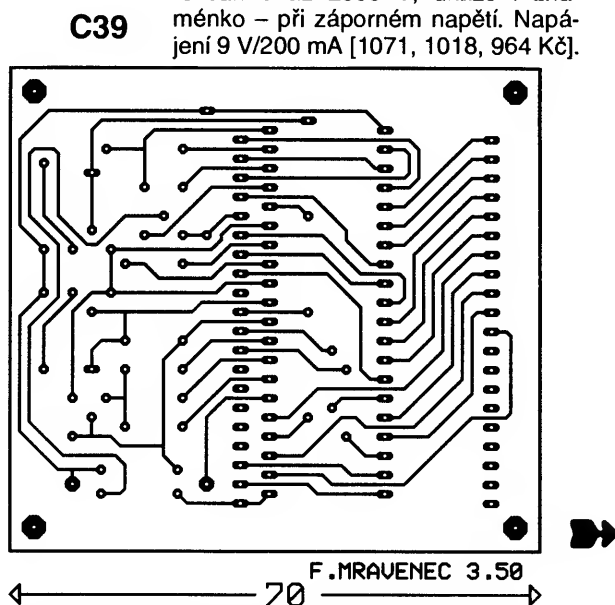 C39
ménko – při záporném napětí. Napá-
jení 9 V/200 mA [1071, 1018, 964 Kč].
F.MRAVENEC 3.50
70